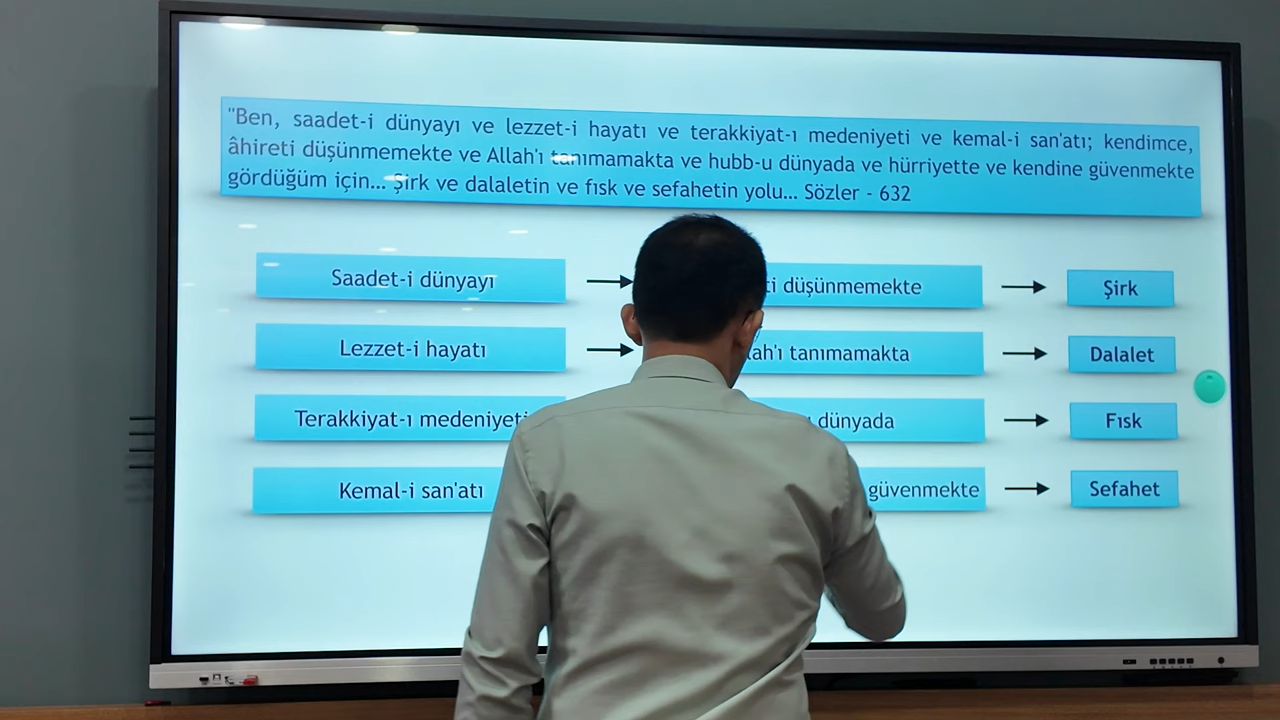 "Ben, saadet-i dünyayı ve lezzet-i hayatı ve terakkiyat-ı medeniyeti ve kemal-i san'atı; kendimce,
âhireti düşünmemekte ve Allah'ı tanımamakta ve hubb-u dünyada ve hürriyette ve kendine güvenmekte
gördüğüm için... Şirk ve dalaletin ve fısk ve sefahetin yolu... Sözler - 632
Saadet-i dünyayı düşünmemekte Şirk
Lezzet-i hayatı tanımamakta Dalalet
Terakkiyat-ı medeniyeti dünyada Fısk
Kemal-i san'atı güvenmekte Sefahet